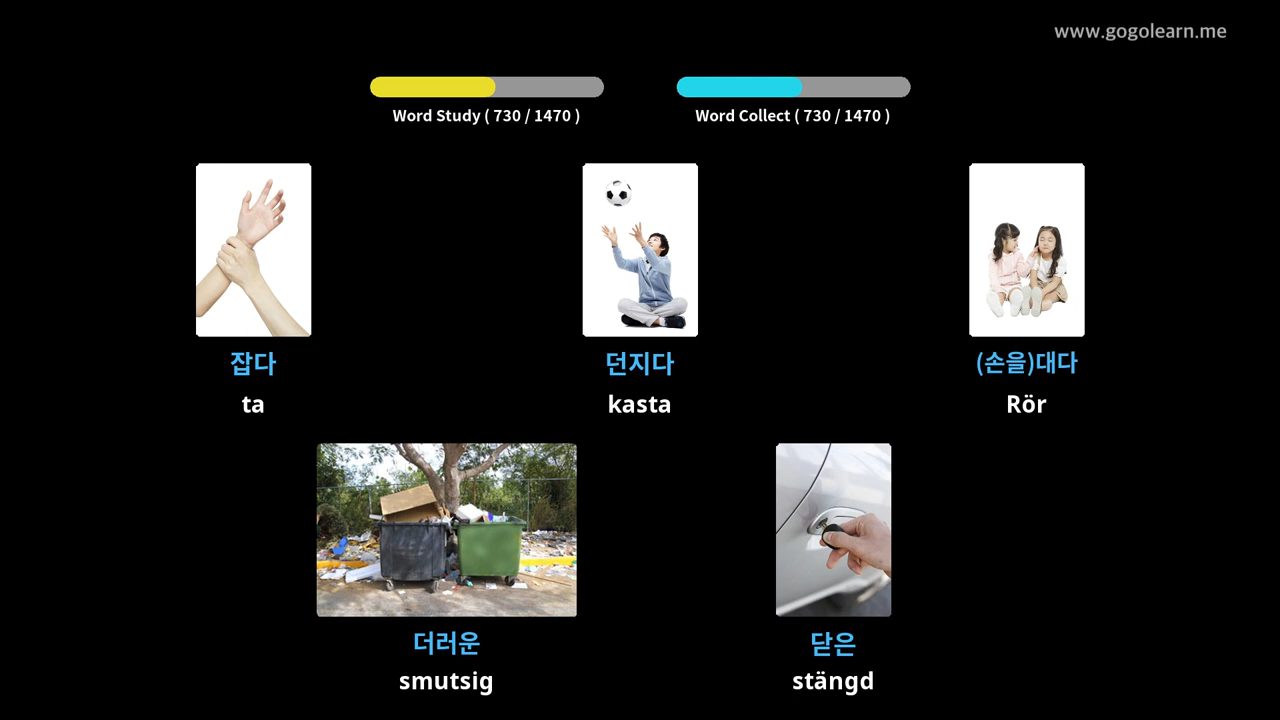 www.gogolearn.me
Word Study ( 730 / 1470 )
Word Collect ( 730 / 1470 )
잡다
ta
던지다
kasta
(손을)대다
Rör
더러운
smutsig
닫은
stängd